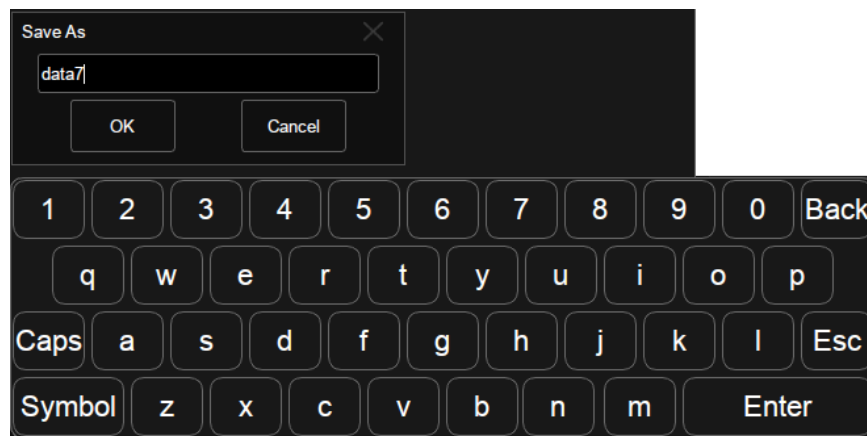 Save As
data7
OK Cancel
1 2 3 4 5 6 7 8 9 0 Back
q w e r t y u i o p
Caps a s d f g h j k l Esc
Symbol z x c v b n m Enter